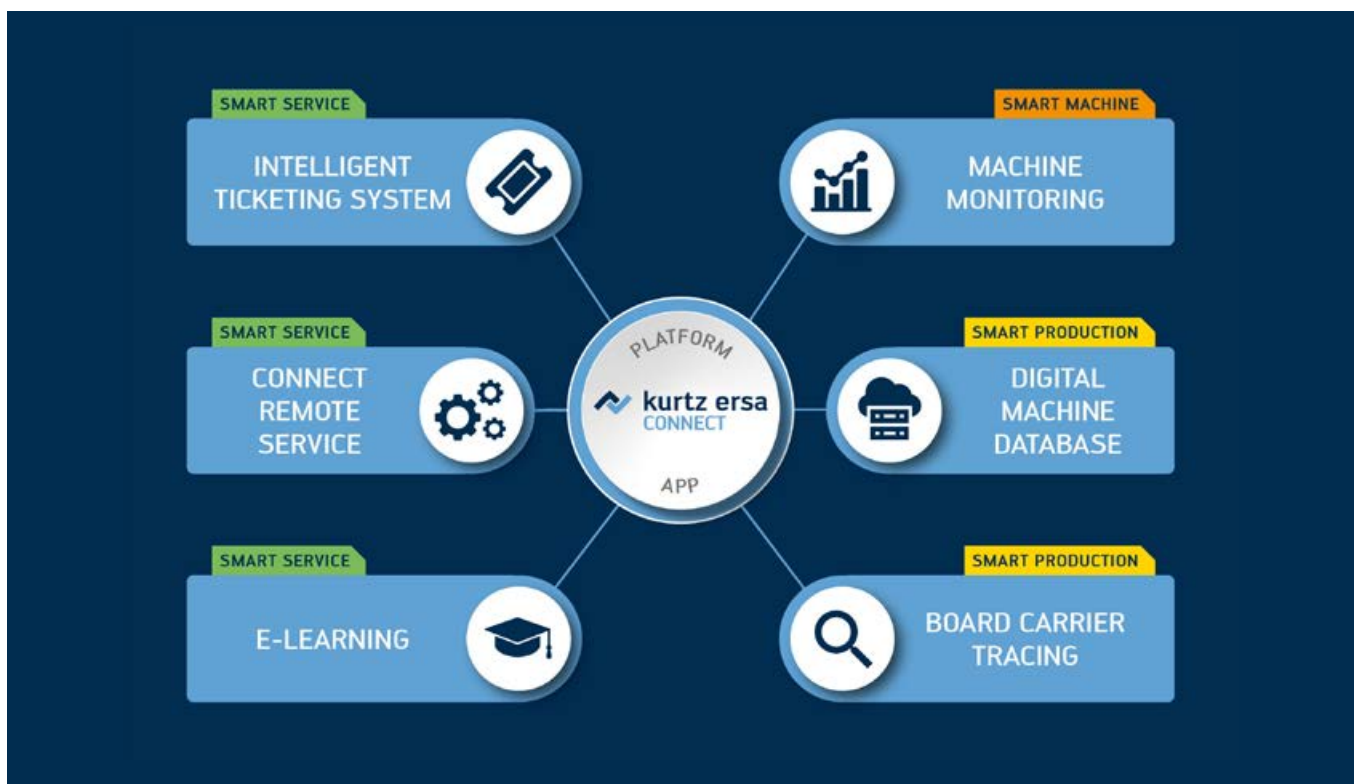 SMART SERVICE
INTELLIGENT
TICKETING SYSTEM
SMART MACHINE
MACHINE
MONITORING
SMART SERVICE
CONNECT
REMOTE
SERVICE
PLATFORM
kurtz ersa
CONNECT
APP
SMART PRODUCTION
DIGITAL
MACHINE
DATABASE
SMART SERVICE
E-LEARNING
SMART PRODUCTION
BOARD CARRIER
TRACING